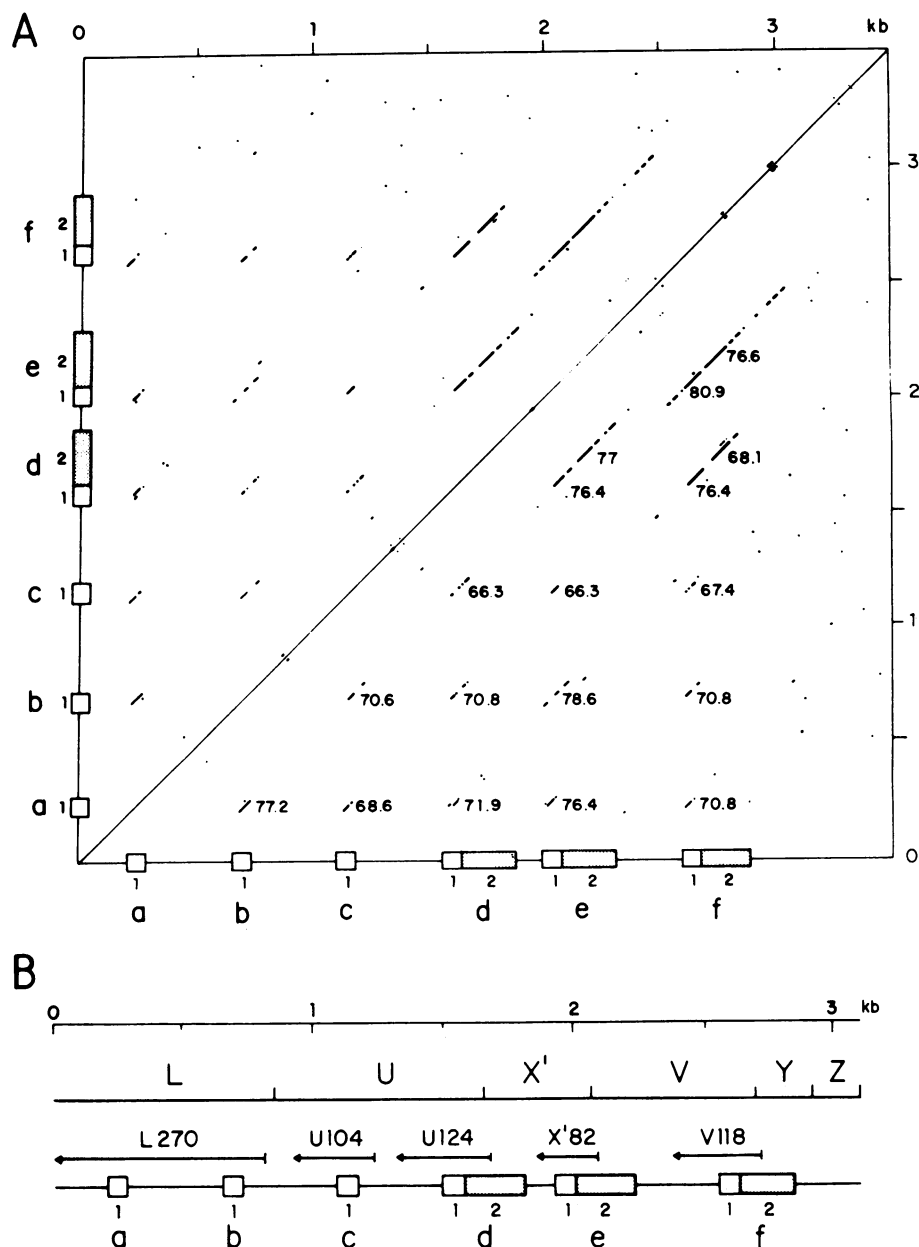 A
0 1 2 3 kb
f 2 1
e 2 1
d 2 1
c 1
b 1
a 1
3
2
1
0
76.6
80.9
77
76.4
68.1
76.4
66.3 66.3 67.4
70.6 70.8 78.6 70.8
77.2 68.6 71.9 76.4 70.8
1 1 1 1 2 1 2 1 2
a b c d e f
B
0 1 2 3 kb
L U X' V Y Z
L270 U104 U124 X'82 V118
1 1 1 1 2 1 2 1 2
a b c d e f